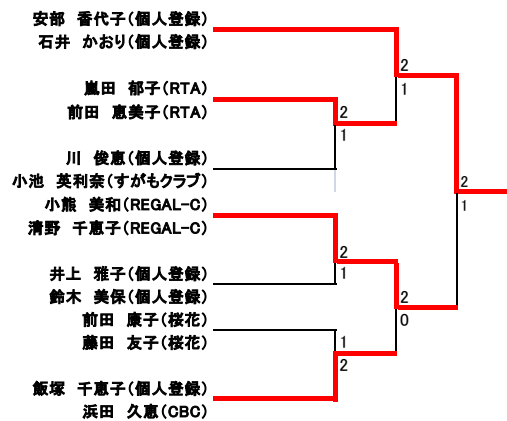 安部　香代子(個人登録)
石井　かおり(個人登録)
2
1
嵐田　郁子(RTA)
前田　恵美子(RTA)
2
1
川　俊恵(個人登録)
小池　英利奈(すがもクラブ)
2
1
小熊　美和(REGAL-C)
清野　千恵子(REGAL-C)
2
1
井上　雅子(個人登録)
鈴木　美保(個人登録)
2
0
前田　康子(桜花)
藤田　友子(桜花)
1
2
飯塚　千恵子(個人登録)
浜田　久恵(CBC)